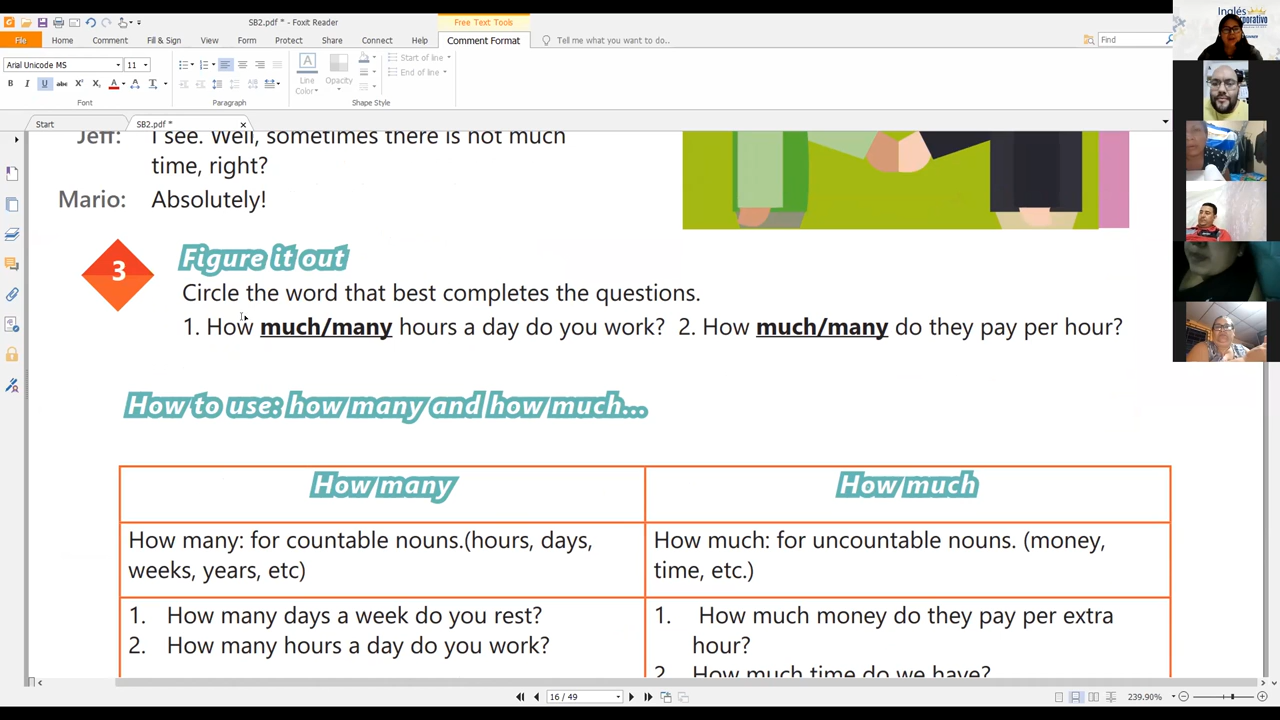 SB2.pdf * - Foxit Reader
Free Text Tools
File
Home
Comment
Fill & Sign
View
Form
Protect
Share
Connect
Help
Comment Format
Tell me what you want to do..
Find
Arial Unicode MS
11
Line
Color
Opacity
Start of line
End of line
Font
Paragraph
Shape Style
Start
SB2.pdf *
Inglés
Jeff: I see. Well, sometimes there is not much
time, right?
Mario: Absolutely!
3
Figure it out
Circle the word that best completes the questions.
1. How much/many hours a day do you work? 2. How much/many do they pay per hour?
How to use: how many and how much...
How many
How much
How many: for countable nouns.(hours, days,
weeks, years, etc)
How much: for uncountable nouns. (money,
time, etc.)
1. How many days a week do you rest?
2. How many hours a day do you work?
1. How much money do they pay per extra
hour?
2. How much time do we have?
16 / 49
239.90%